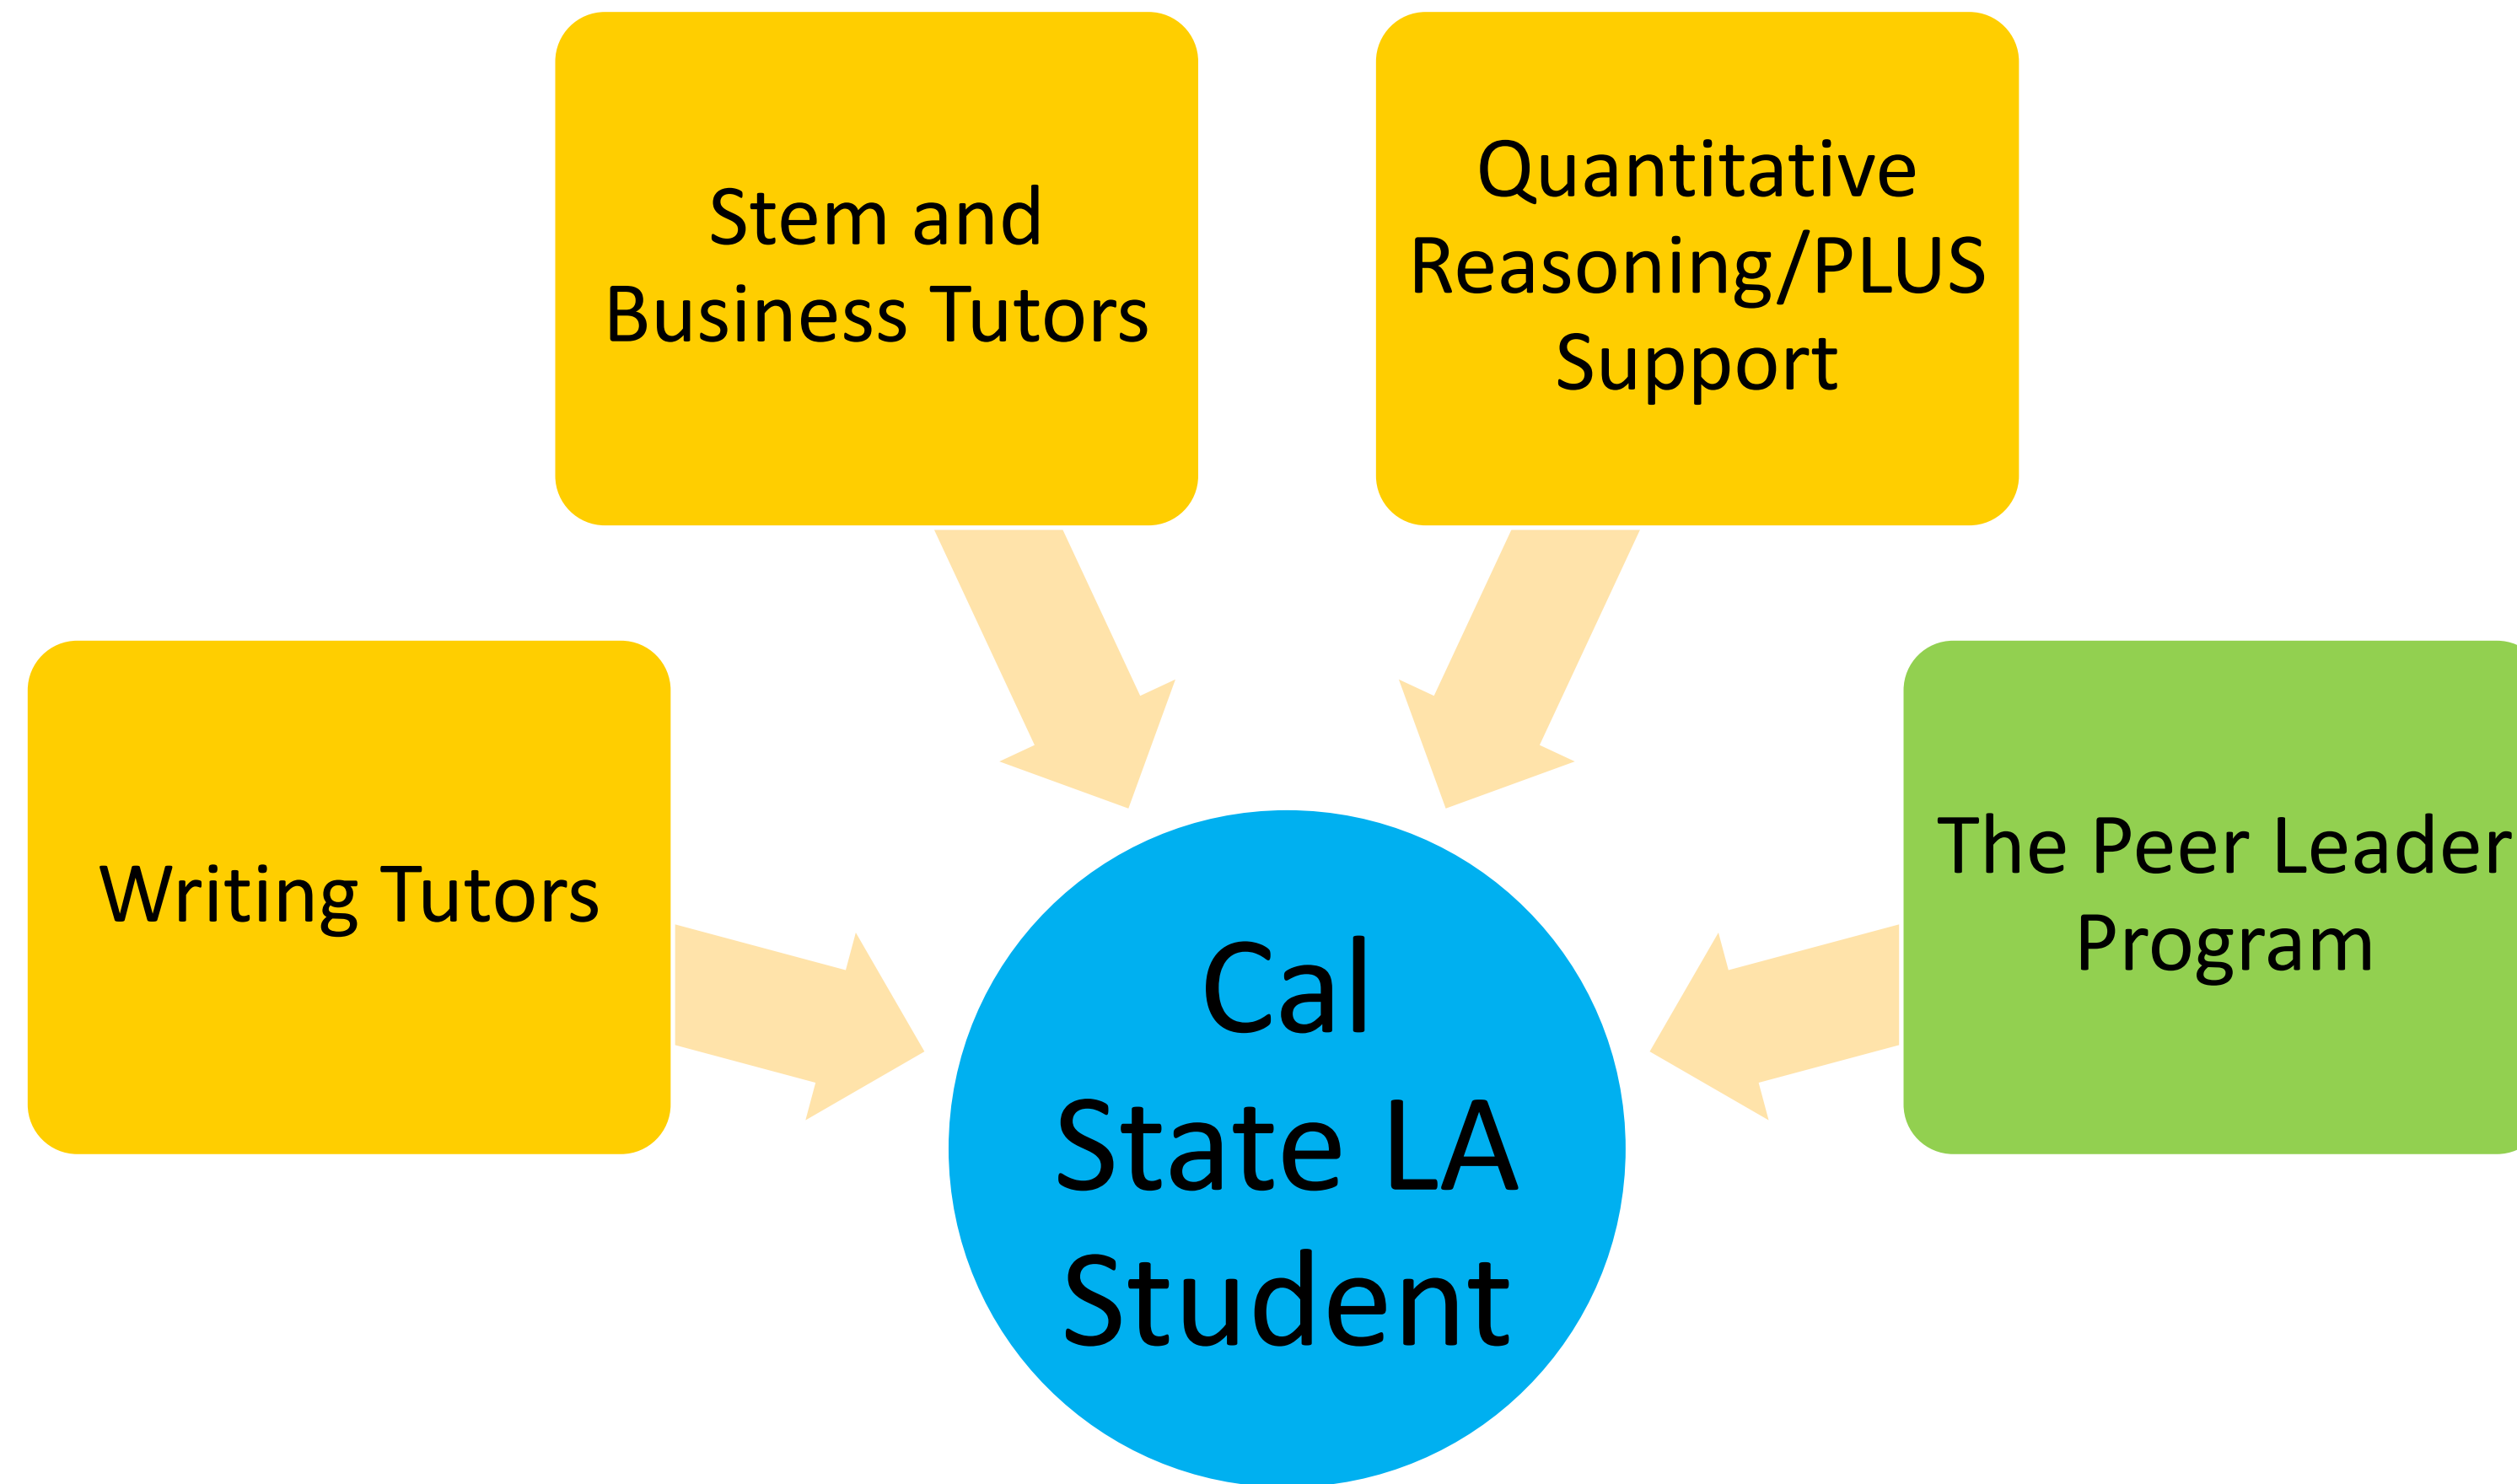 Stem and
Business Tutors
Quantitative
Reasoning/PLUS
Support
Writing Tutors
The Peer Leader
Program
Cal
State LA
Student